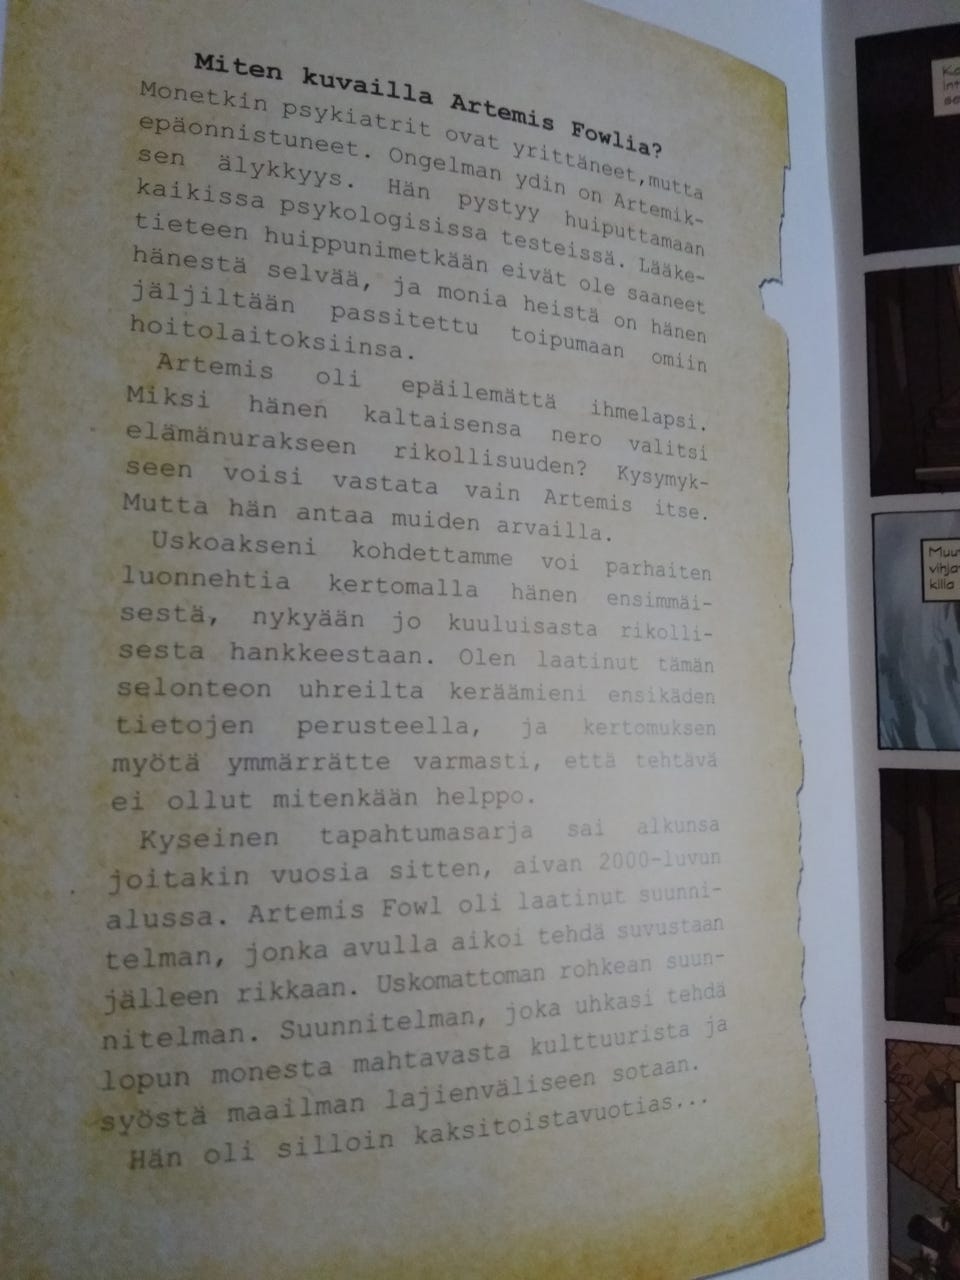 Miten kuvailla Artemis Fowlia?
Monetkin psykiatrit ovat yrittäneet,mutta
epäonnistuneet. Ongelman ydin on Artemik-
sen älykkyys. Hän pystyy huiputtamaan
kaikissa psykologisissa testeissä. Lääke-
tieteen huippunimetkään eivät ole saaneet
hänestä selvää, ja monia heistä on hänen
jäljiltään passitettu toipumaan omiin
hoitolaitoksiinsa.
Artemis oli epäilemättä ihmelapsi.
Miksi hänen kaltaisensa nero valitsi
elämänurakseen rikollisuuden? Kysymyk-
seen voisi vastata vain Artemis itse.
Mutta hän antaa muiden arvailla.
Uskoakseni kohdettamme voi parhaiten
luonnehtia kertomalla hänen ensimmäi-
sestä, nykyään jo kuuluisasta rikolli-
sesta hankkeestaan. Olen laatinut tämän
selonteon uhreilta keräämieni ensikäden
tietojen perusteella, ja kertomuksen
myötä ymmärrätte varmasti, että tehtävä
ei ollut mitenkään helppo.
Kyseinen tapahtumasarja sai alkunsa
joitakin vuosia sitten, aivan 2000-luvun
alussa. Artemis Fowl oli laatinut suunni-
telman, jonka avulla aikoi tehdä suvustaan
jälleen rikkaan. Uskomattoman rohkean suun-
nitelman. Suunnitelman, joka uhkasi tehdä
lopun monesta mahtavasta kulttuurista ja
syöstä maailman lajienväliseen sotaan.
Hän oli silloin kaksitoistavuotias...